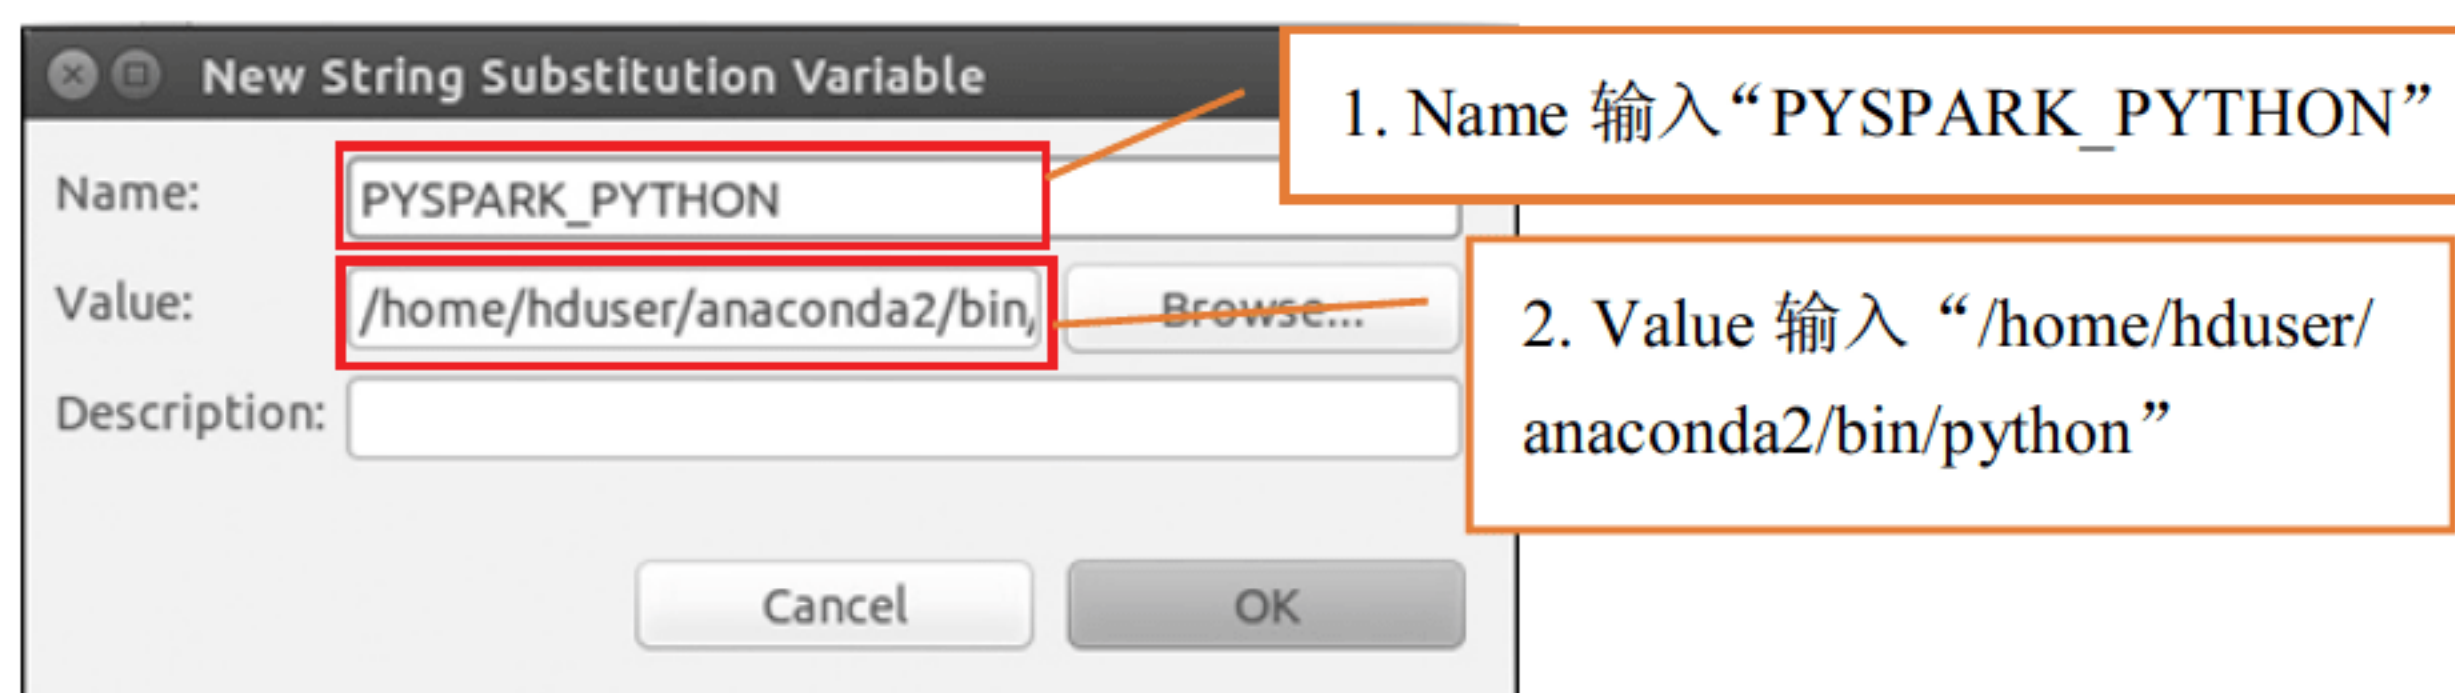 New String Substitution Variable
1. Name 输入“PYSPARK_PYTHON”
Name:
PYSPARK_PYTHON
Value:
/home/hduser/anaconda2/bin/
Browse...
2. Value 输入 “/home/hduser/
anaconda2/bin/python”
Description:
Cancel
OK